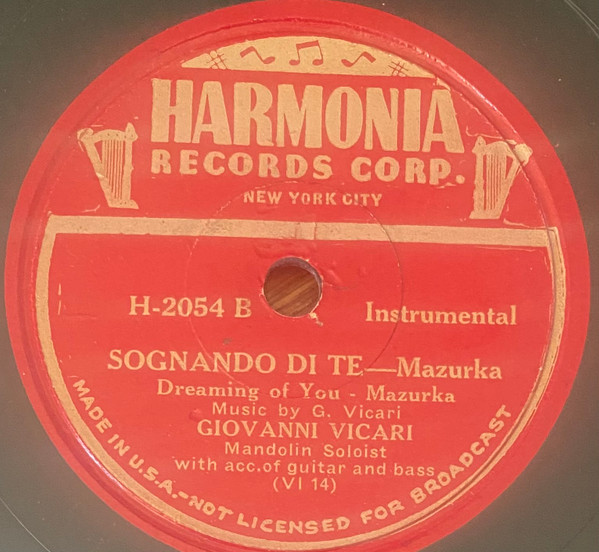 HARMONIA
RECORDS CORP.
NEW YORK CITY
H-2054 B
Instrumental
SOGNANDO DI TE—Mazurka
Dreaming of You - Mazurka
Music by G. Vicari
GIOVANNI VICARI
Mandolin Soloist
with acc.of guitar and bass
(VI 14)
MADE IN U.S.A.-NOT LICENSED FOR BROADCAST